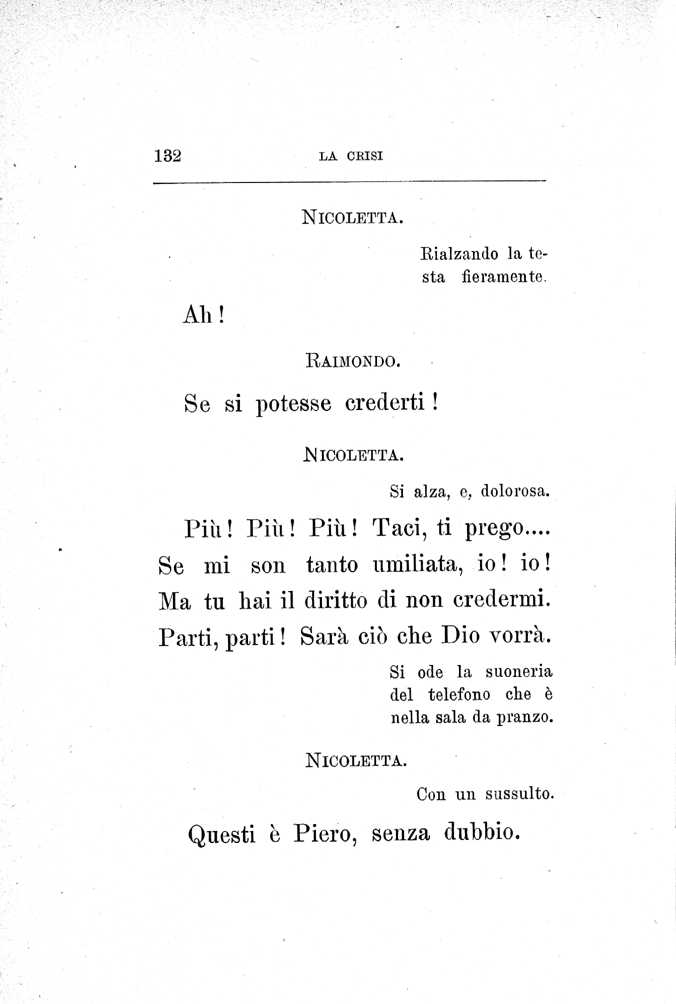 132 LA CRISI
NICOLETTA.
Rialzando la te-
sta fieramente.
Ah !
RAIMONDO.
Se si potesse crederti !
NICOLETTA.
Si alza, e, dolorosa.
Più ! Più ! Più ! Taci, ti prego....
Se mi son tanto umiliata, io ! io !
Ma tu hai il diritto di non credermi.
Parti, parti ! Sarà ciò che Dio vorrà.
Si ode la suoneria
del telefono che è
nella sala da pranzo.
NICOLETTA.
Con un sussulto.
Questi è Piero, senza dubbio.